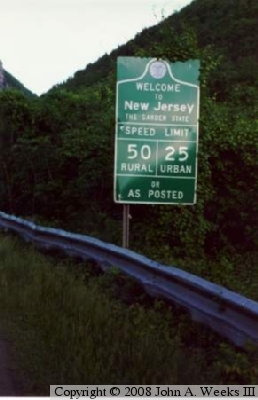 WELCOME
TO
New Jersey
THE GARDEN STATE
SPEED LIMIT
50 25
RURAL URBAN
OR
AS POSTED
Copyright © 2008 John A. Weeks III